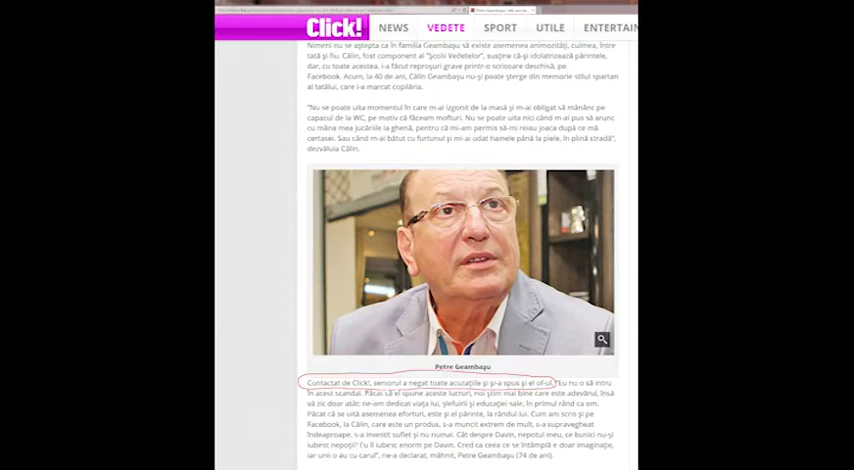 Click!
NEWS VEDETE SPORT UTILE ENTERTAIN
Nimeni nu se aștepta ca în familia Geambașu să existe asemenea animozități, culmea, între
tată și fiu. Călin, fost component al "Școlii Vedetelor", susține că-și idolatrizează părintele,
dar, cu toate acestea, i-a făcut reproșuri grave printr-o scrisoare deschisă, pe
Facebook. Acum, la 40 de ani, Călin Geambașu nu-și poate șterge din memorie stilul spartan
al tatălui, care i-a marcat copilăria.
"Nu se poate uita momentul în care m-ai izgonit de la masă și m-ai obligat să mănânc pe
capacul de la WC, pe motiv că făceam mofturi. Nu se poate uita nici când m-ai pus să arunc
cu mâna mea jucăriile la ghenă, pentru că mi-am permis să-mi reiau joaca după ce mă
certasei. Sau când m-ai bătut cu furtunul și mi-ai udat hainele până la piele, în plină stradă",
dezvăluia Călin.
Petre Geambașu
Contactat de Click!, seniorul a negat toate acuzațiile și și-a spus și el of-ul. "Eu nu o să intru
în acest scandal. Păcat că el spune aceste lucruri, noi știm mai bine care este adevărul, însă
vă zic doar atât: ne-am dedicat viața lui, șlefuirii și educației sale, în primul rând ca om.
Păcat că se uită asemenea eforturi, este și el părinte, la rândul lui. Cum am scris și pe
Facebook, la Călin, care este un produs, s-a muncit extrem de mult, s-a supravegheat
îndeaproape, s-a investit suflet și nu numai. Cât despre Davin, nepotul meu, ce bunici nu-și
iubesc nepoții? Îl iubesc enorm pe Davin. Cred ca ceea ce se întâmplă e doar imaginație,
iar unii au cu carul", ne-a declarat, mâhnit, Petre Geambașu (74 de ani).